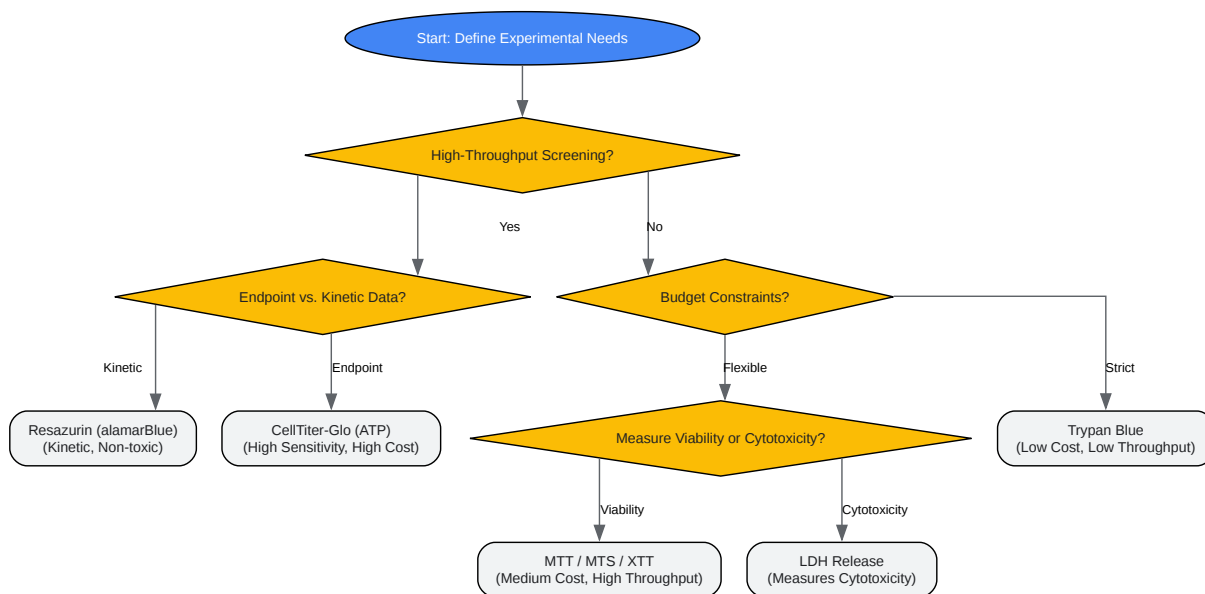 Start: Define Experimental Needs
High-Throughput Screening?
Yes
No
Endpoint vs. Kinetic Data?
Budget Constraints?
Kinetic
Endpoint
Flexible
Strict
Resazurin (alamarBlue)
(Kinetic, Non-toxic)
CellTiter-Glo (ATP)
(High Sensitivity, High Cost)
Measure Viability or Cytotoxicity?
Trypan Blue
(Low Cost, Low Throughput)
Viability
Cytotoxicity
MTT / MTS / XTT
(Medium Cost, High Throughput)
LDH Release
(Measures Cytotoxicity)